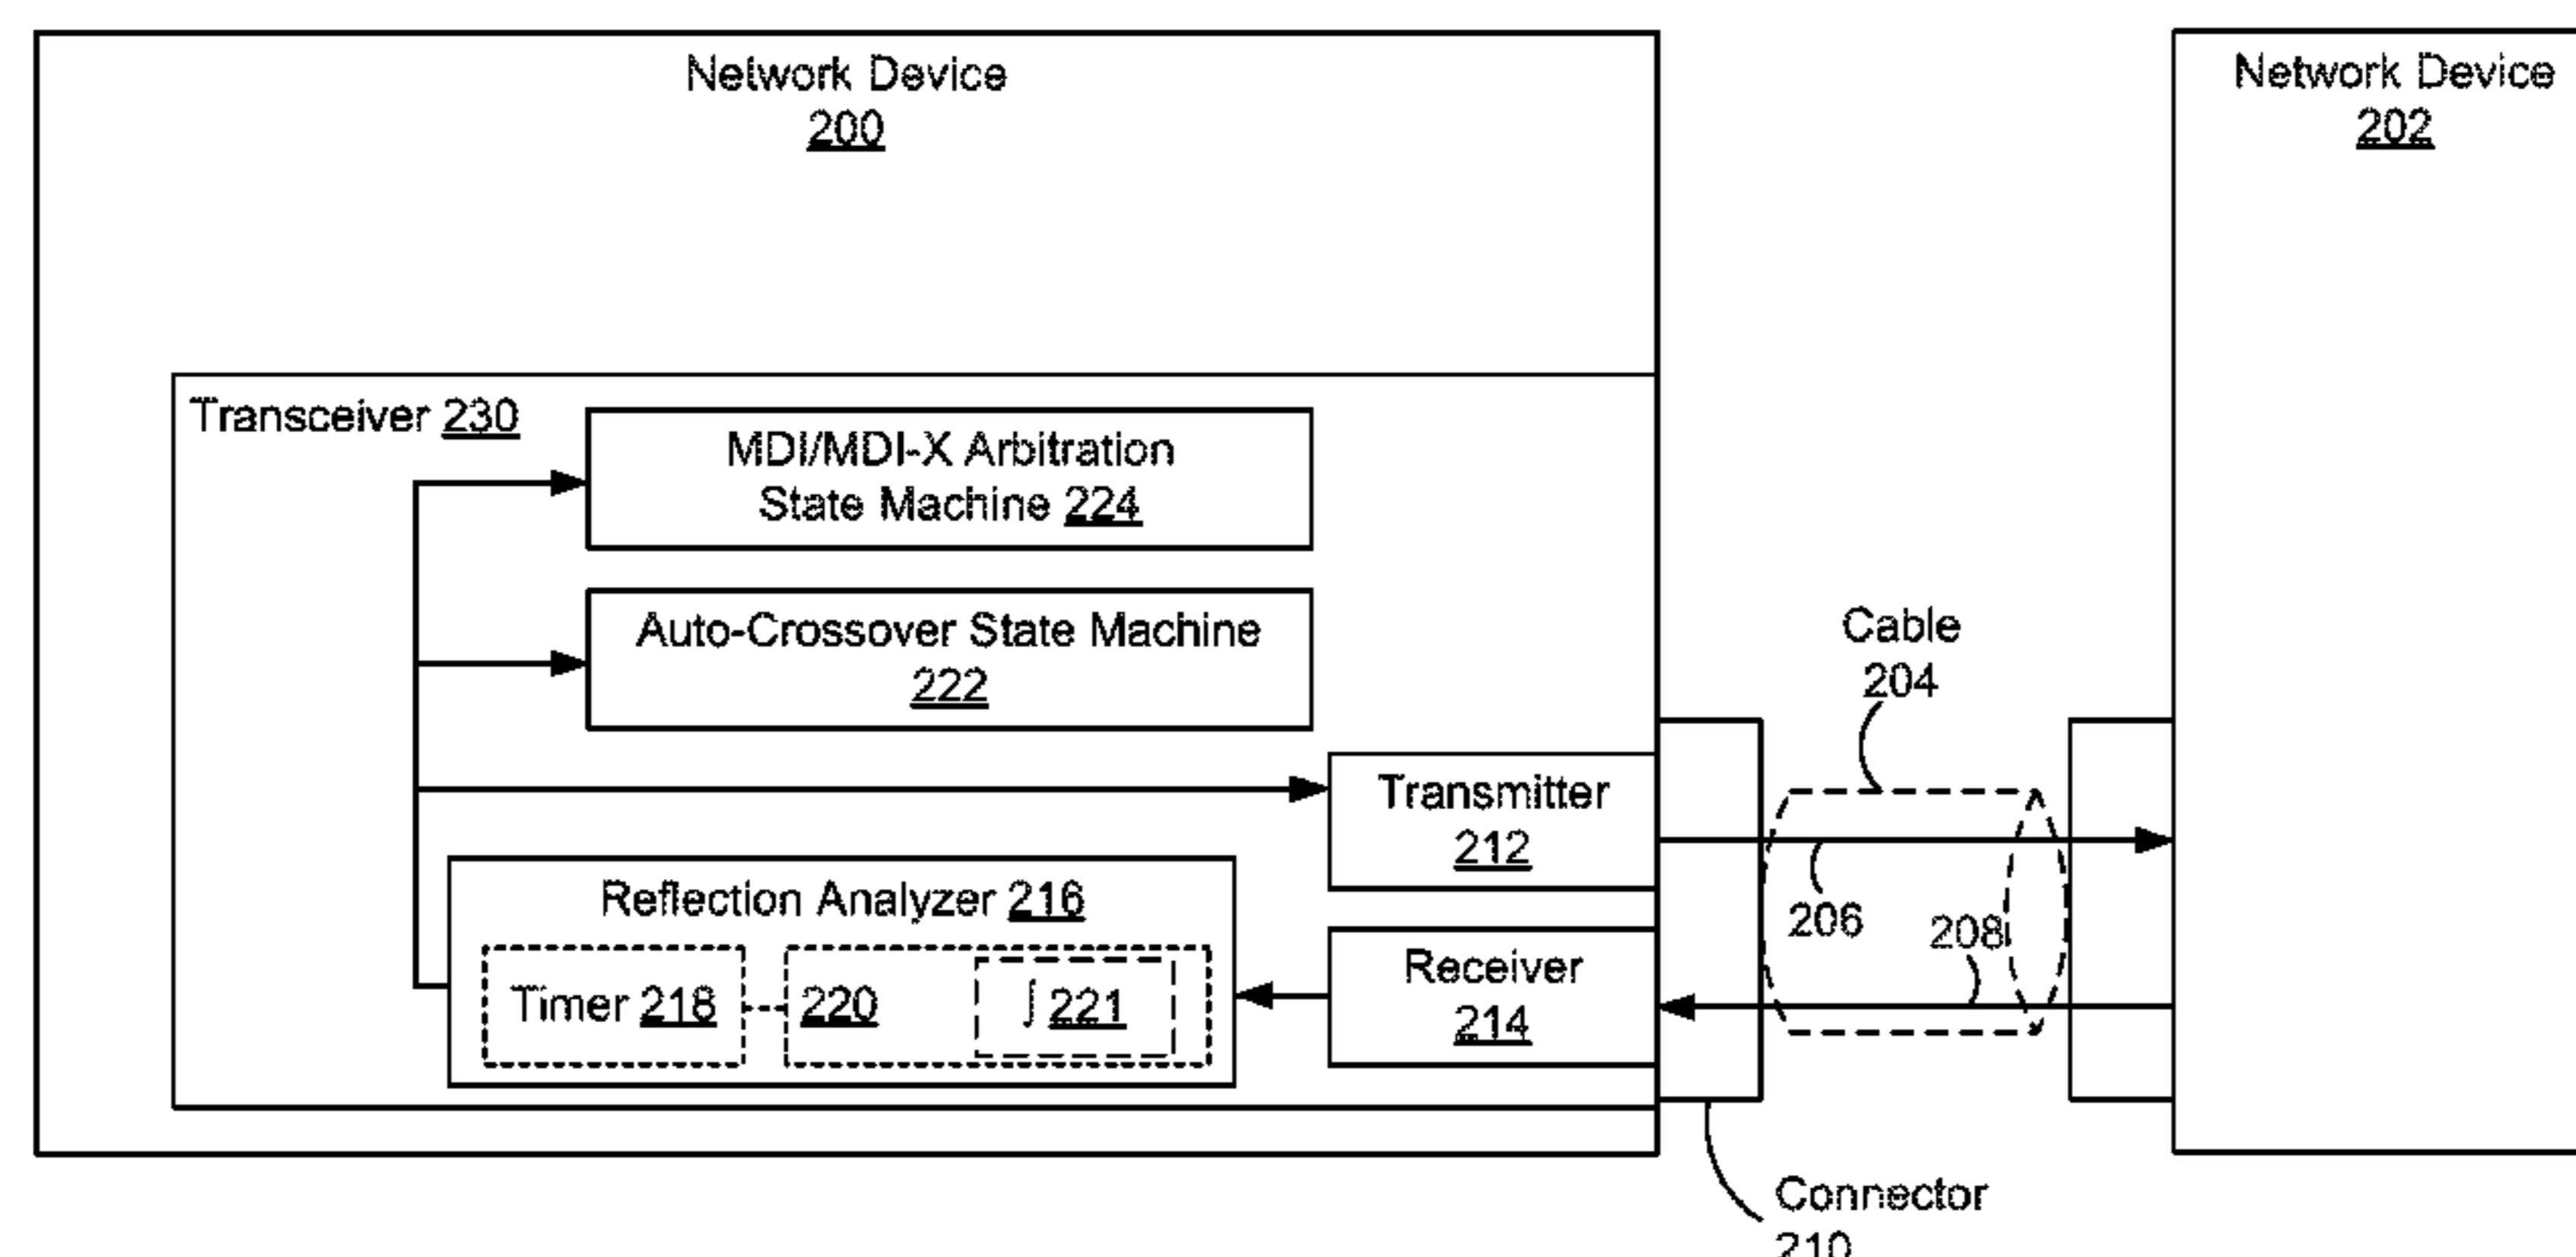 Network Device
200
Network Device
202
Transceiver 230
MDI/MDI-X Arbitration
State Machine 224
Auto-Crossover State Machine
222
Cable
204
Transmitter
212
206
Reflection Analyzer 216
208
Receiver
214
Timer 218
220
∫ 221
Connector
210